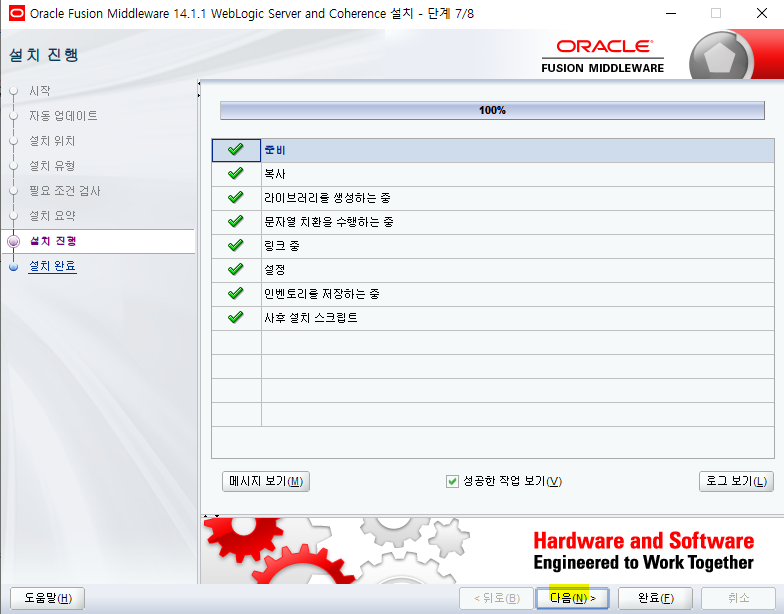 Oracle Fusion Middleware 14.1.1 WebLogic Server and Coherence 설치 - 단계 7/8
설치 진행
ORACLE
FUSION MIDDLEWARE
시작
자동 업데이트
설치 위치
설치 유형
필요 조건 검사
설치 요약
설치 진행
설치 완료
100%
준비
복사
라이브러리를 생성하는 중
문자열 치환을 수행하는 중
링크 중
설정
인벤토리를 저장하는 중
사후 설치 스크립트
메시지 보기(M)
성공한 작업 보기(V)
로그 보기(L)
Hardware and Software
Engineered to Work Together
도움말(H)
< 뒤로(B)
다음(N) >
완료(F)
취소